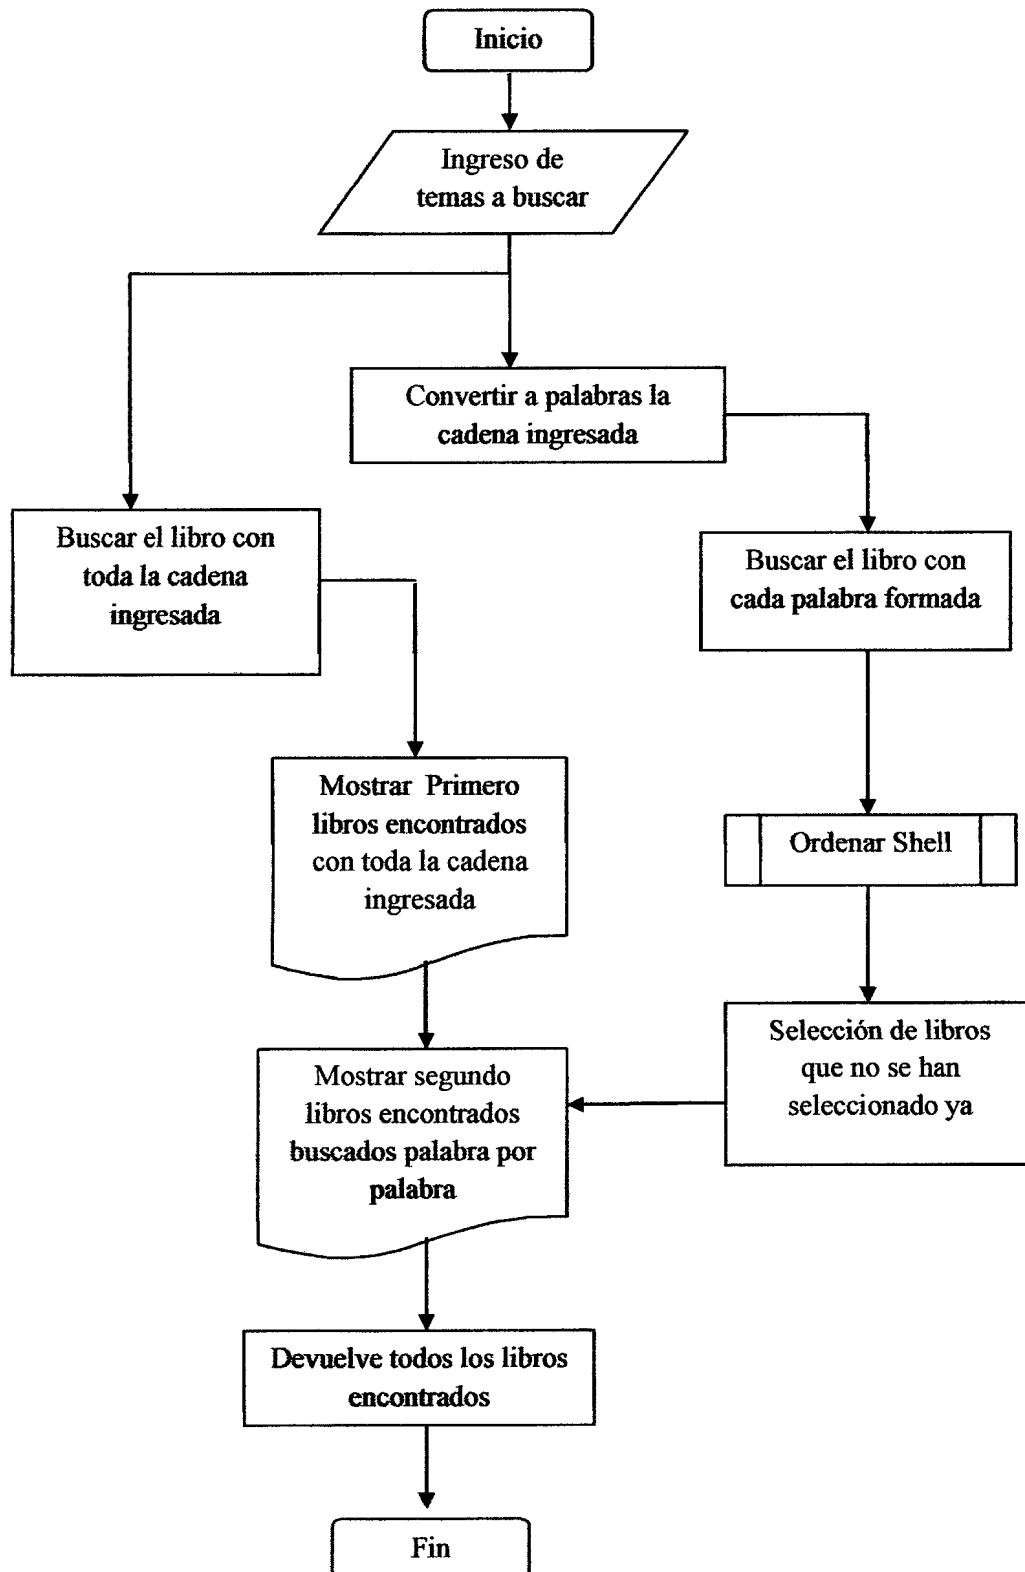 Inicio
Ingreso de
temas a buscar
Convertir a palabras la
cadena ingresada
Buscar el libro con
toda la cadena
ingresada
Buscar el libro con
cada palabra formada
Mostrar Primero
libros encontrados
con toda la cadena
ingresada
Ordenar Shell
Selección de libros
que no se han
seleccionado ya
Mostrar segundo
libros encontrados
buscados palabra por
palabra
Devuelve todos los libros
encontrados
Fin